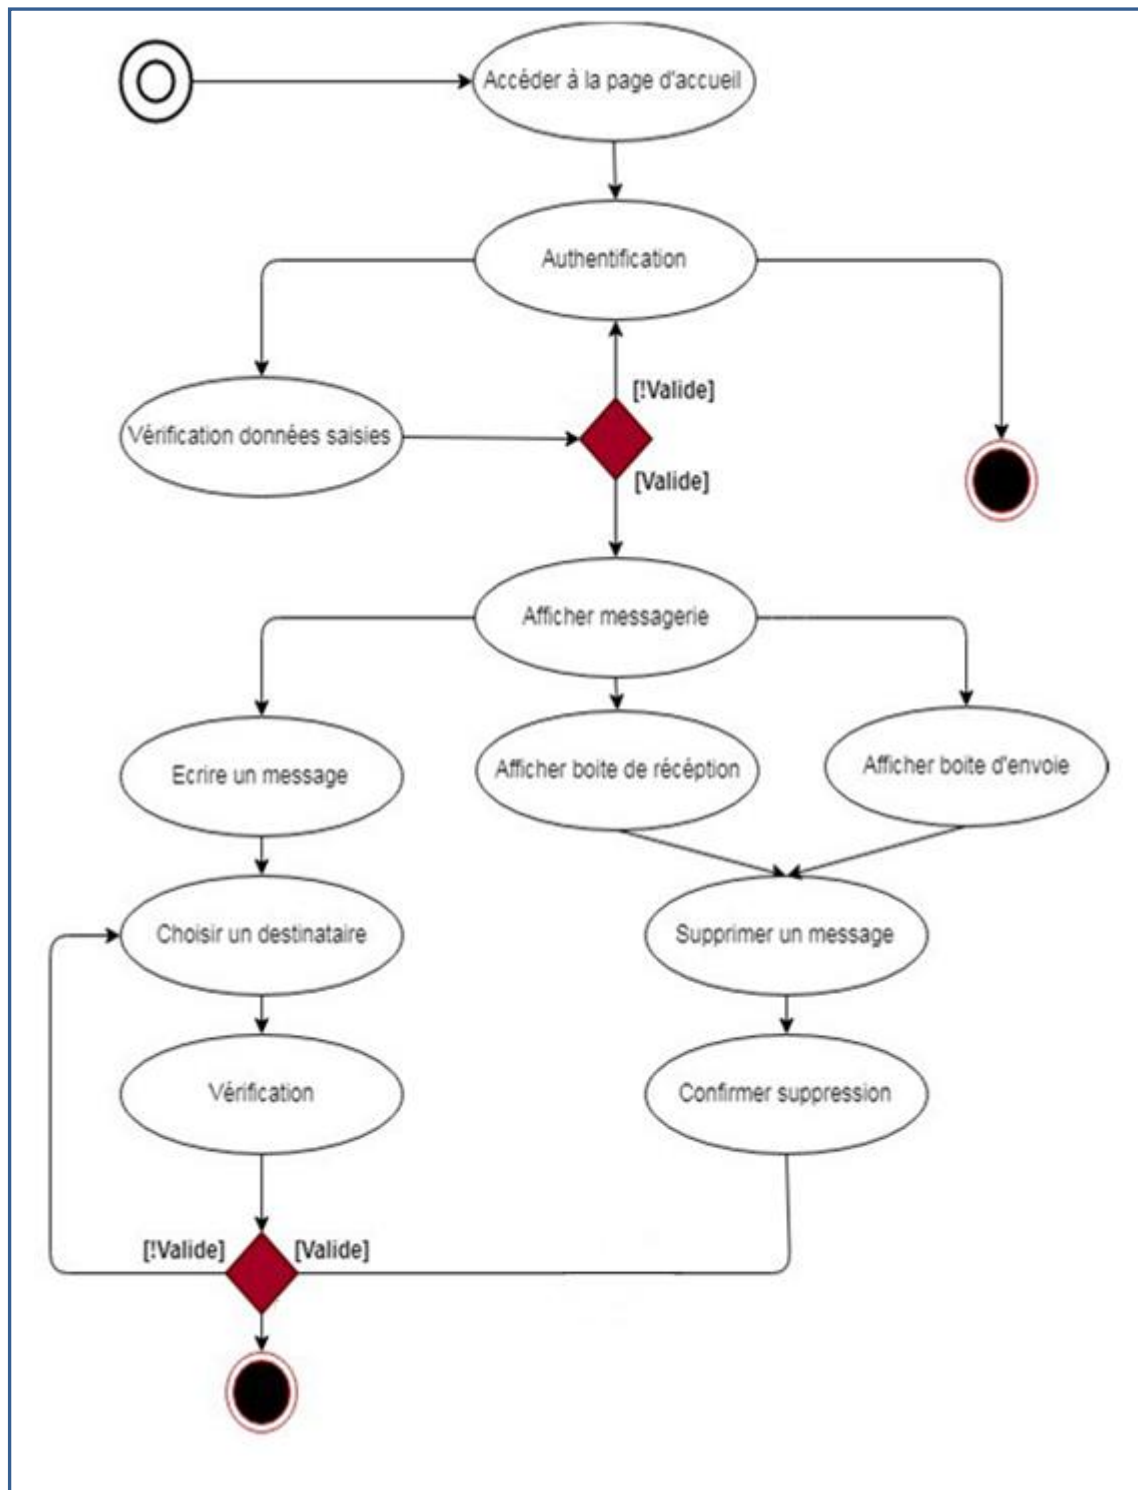 Accéder à la page d'accueil
Authentification
[!Valide]
Vérification données saisies
[Valide]
Afficher messagerie
Ecrire un message
Afficher boite de récéption
Afficher boite d'envoie
Choisir un destinataire
Supprimer un message
Vérification
Confirmer suppression
[!Valide]
[Valide]